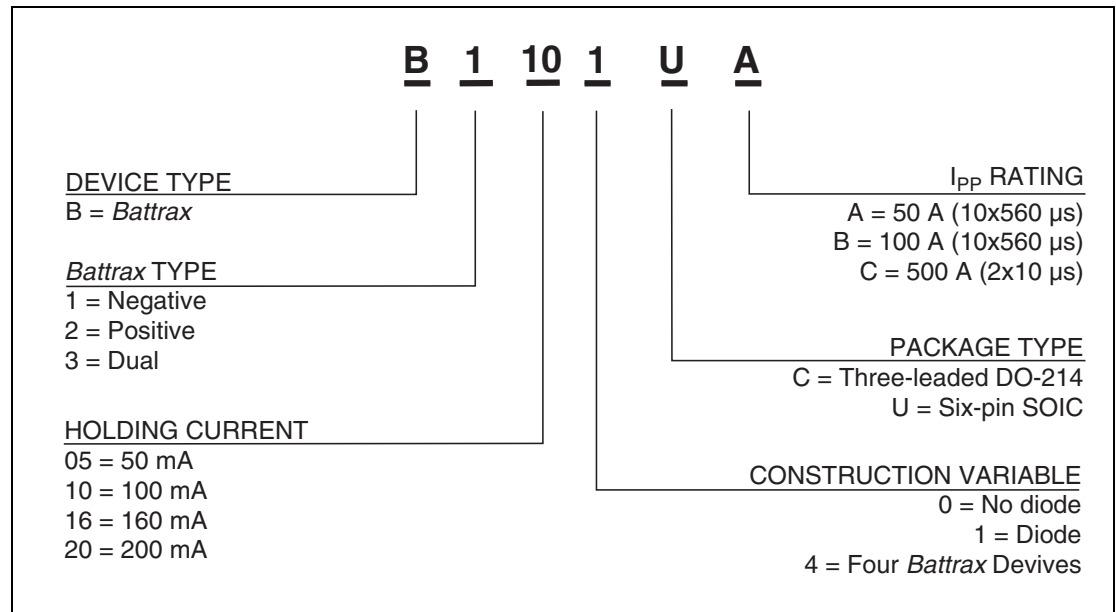 B 1 10 1 U A
DEVICE TYPE
B = Battrax
Battrax TYPE
1 = Negative
2 = Positive
3 = Dual
HOLDING CURRENT
05 = 50 mA
10 = 100 mA
16 = 160 mA
20 = 200 mA
IPP RATING
A = 50 A (10x560 µs)
B = 100 A (10x560 µs)
C = 500 A (2x10 µs)
PACKAGE TYPE
C = Three-leaded DO-214
U = Six-pin SOIC
CONSTRUCTION VARIABLE
0 = No diode
1 = Diode
4 = Four Battrax Devives